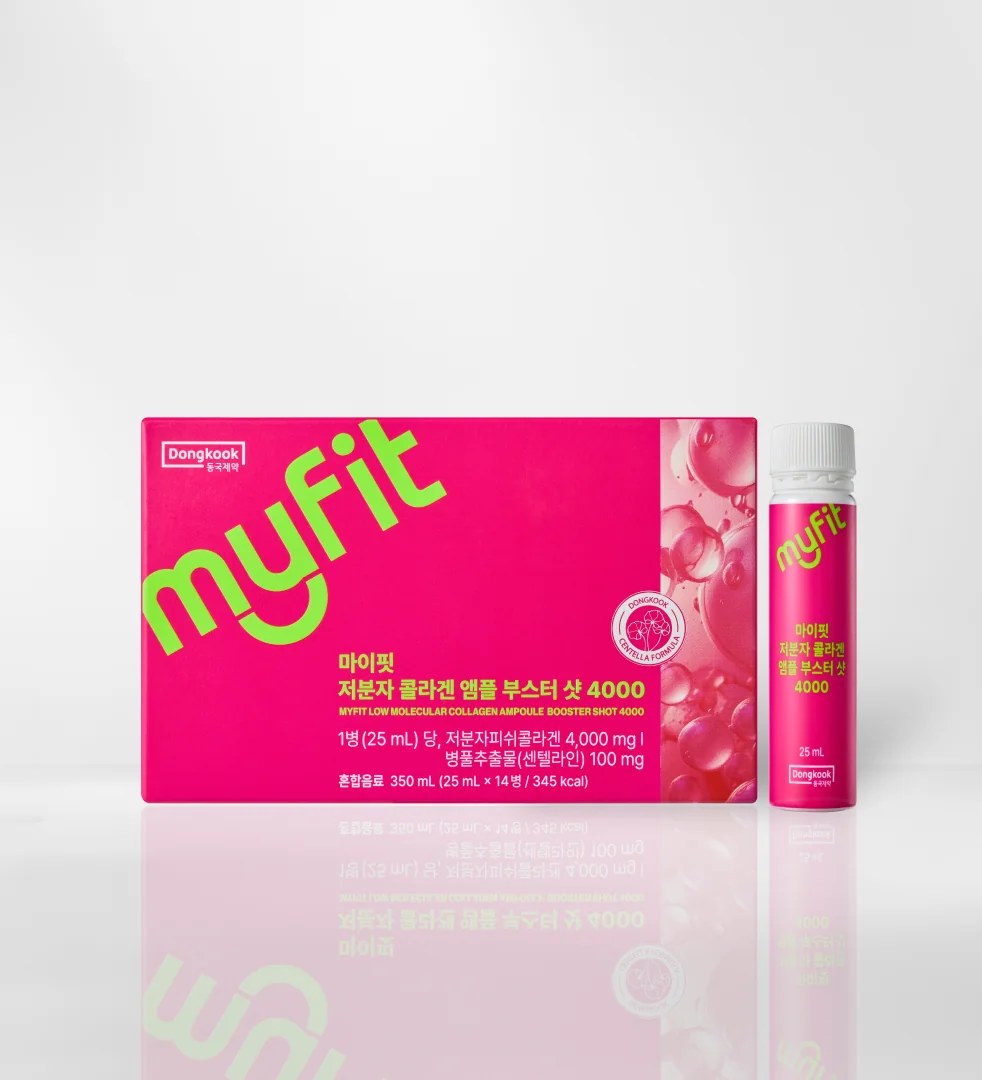 Dongkook
동국제약
myfit
마이핏
저분자 콜라겐 앰플 부스터 샷 4000
MYFIT LOW MOLECULAR COLLAGEN AMPOULE BOOSTER SHOT 4000
1병 (25 mL) 당, 저분자피쉬콜라겐 4,000 mg I
병풀추출물(센텔라인) 100 mg
혼합음료 350 mL (25 mL × 14병 / 345 kcal)
DONGKOOK
CENTELLA FORMULA
myfit
마이핏
저분자 콜라겐
앰플 부스터 샷
4000
25 mL
Dongkook
동국제약